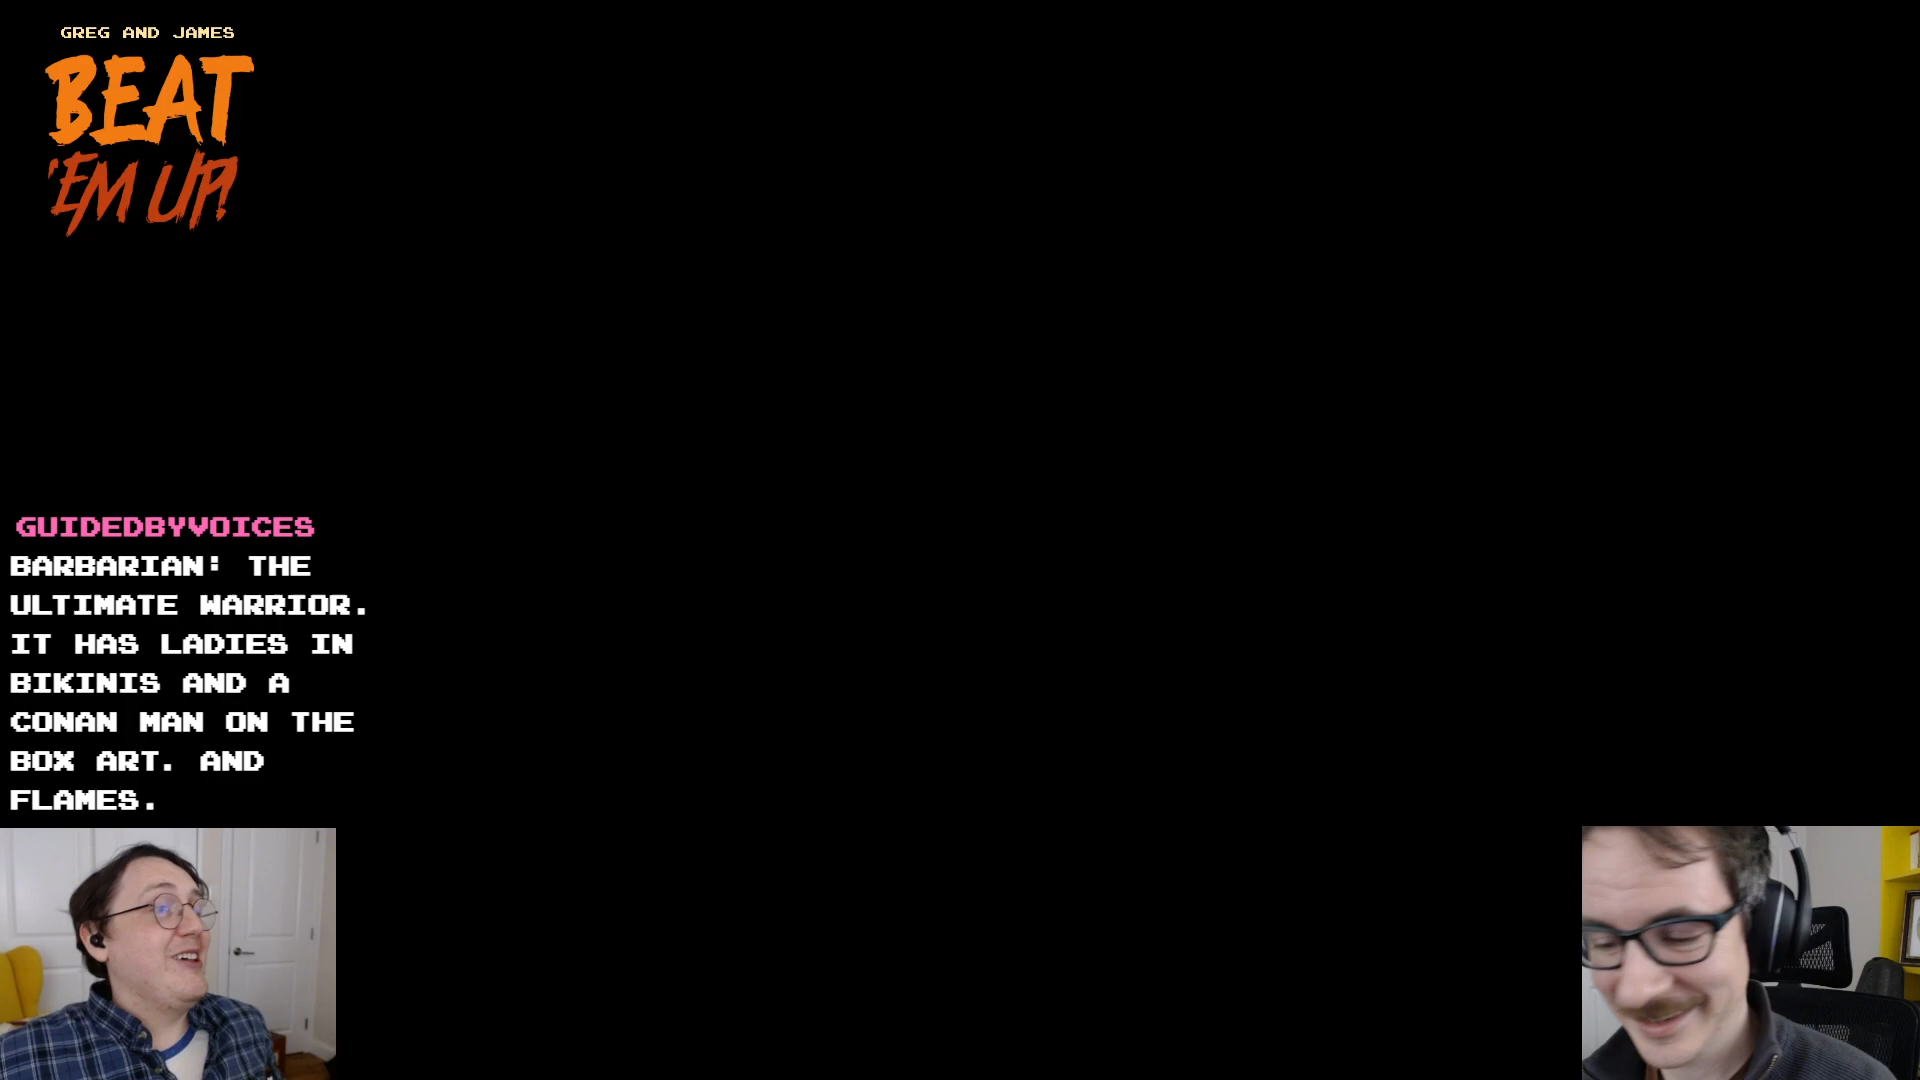 GREG AND JAMES
BEAT
'EM UP!
GUIDEDBYVOICES
BARBARIAN: THE
ULTIMATE WARRIOR.
IT HAS LADIES IN
BIKINIS AND A
CONAN MAN ON THE
BOX ART. AND
FLAMES.